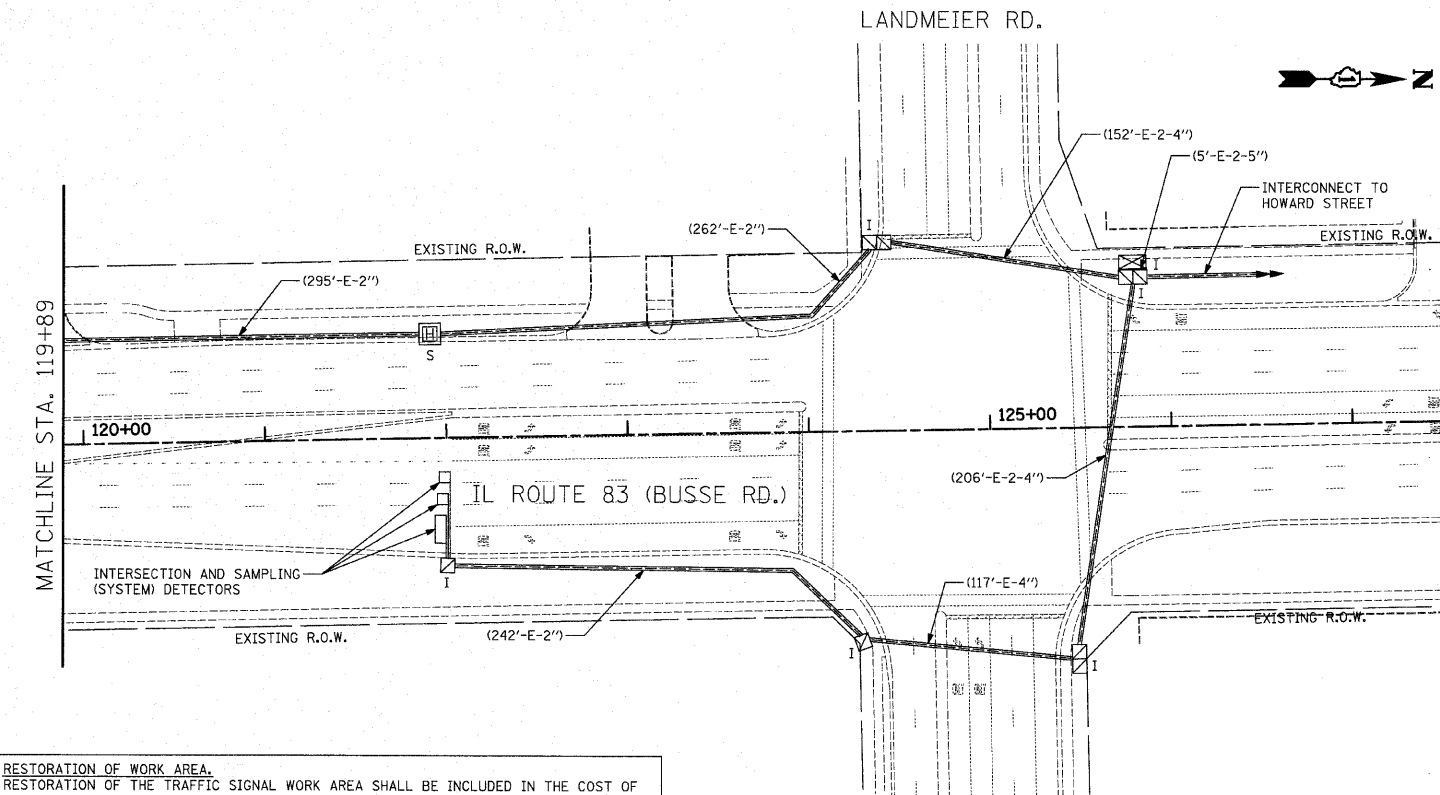 LANDMEIER RD.
N
(152'-E-2-4")
(5'-E-2-5")
INTERCONNECT TO
HOWARD STREET
I
(262'-E-2")
EXISTING R.O.W.
EXISTING R.O.W.
(295'-E-2")
I
I
H
S
MATCHLINE STA. 119+89
120+00
125+00
(206'-E-2-4")
IL ROUTE 83 (BUSSE RD.)
INTERSECTION AND SAMPLING
(SYSTEM) DETECTORS
I
(117'-E-4")
EXISTING R.O.W.
(242'-E-2")
EXISTING R.O.W.
I
I
RESTORATION OF WORK AREA.
RESTORATION OF THE TRAFFIC SIGNAL WORK AREA SHALL BE INCLUDED IN THE COST OF